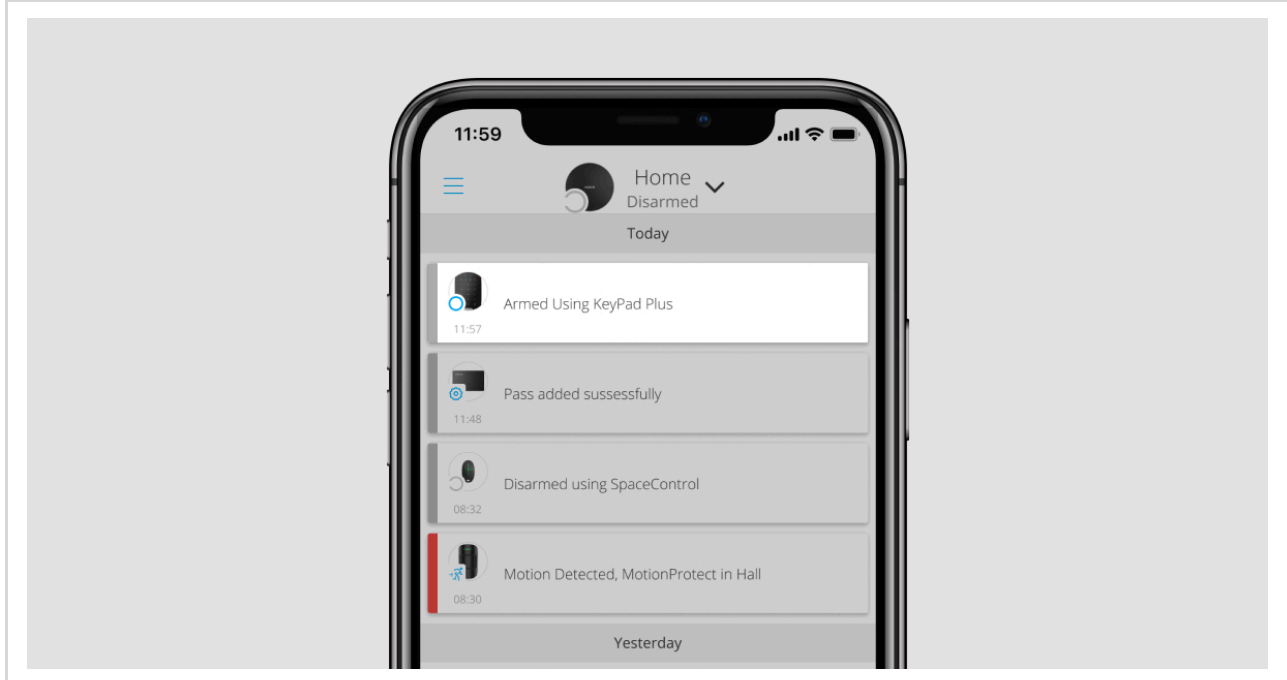 11:59
Home
Disarmed
Today
Armed Using KeyPad Plus
11:57
Pass added sussessfully
11:48
Disarmed using SpaceControl
08:32
Motion Detected, MotionProtect in Hall
08:30
Yesterday